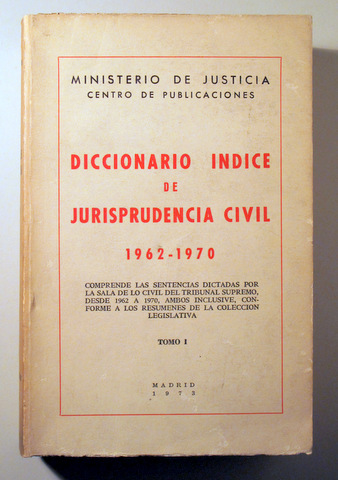 MINISTERIO DE JUSTICIA
CENTRO DE PUBLICACIONES
DICCIONARIO INDICE
DE
JURISPRUDENCIA CIVIL
1962-1970
COMPRENDE LAS SENTENCIAS DICTADAS POR
LA SALA DE LO CIVIL DEL TRIBUNAL SUPREMO,
DESDE 1962 A 1970, AMBOS INCLUSIVE, CON-
FORME A LOS RESUMENES DE LA COLECCION
LEGISLATIVA
TOMO I
MADRID
1973